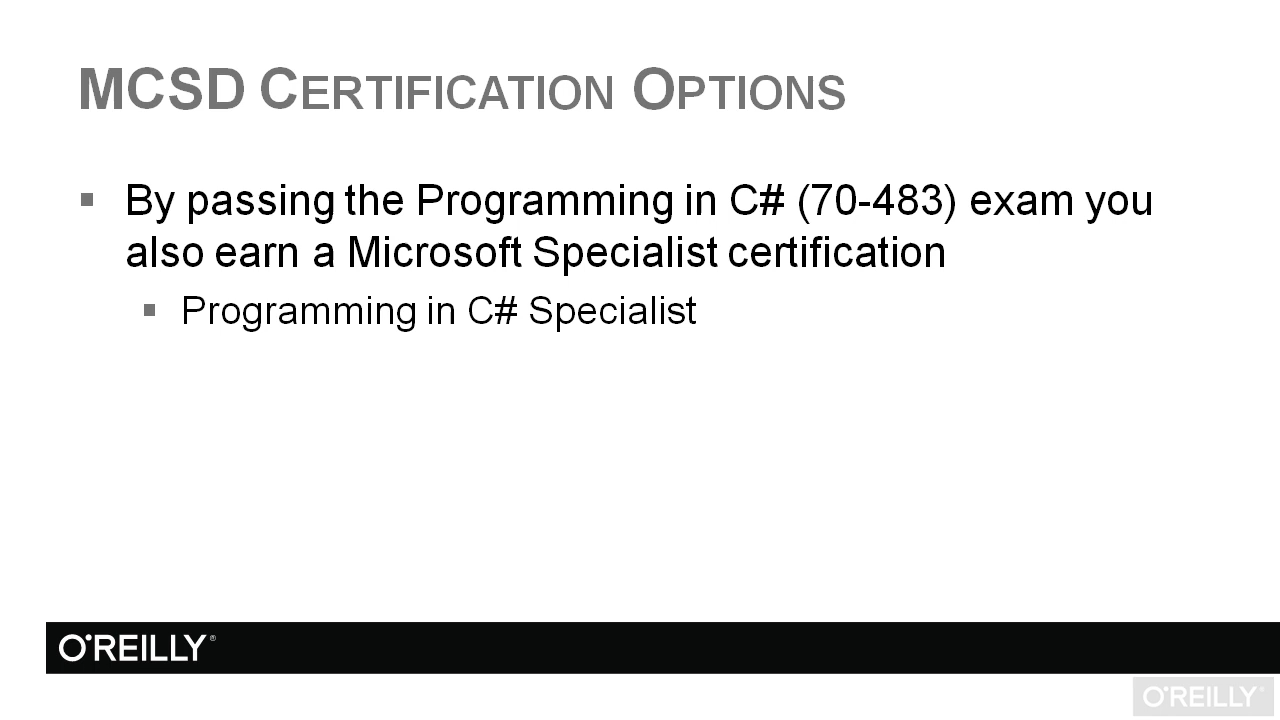 MCSD CERTIFICATION OPTIONS
▪ By passing the Programming in C# (70-483) exam you
also earn a Microsoft Specialist certification
▪ Programming in C# Specialist
O'REILLY®
O'REILLY®